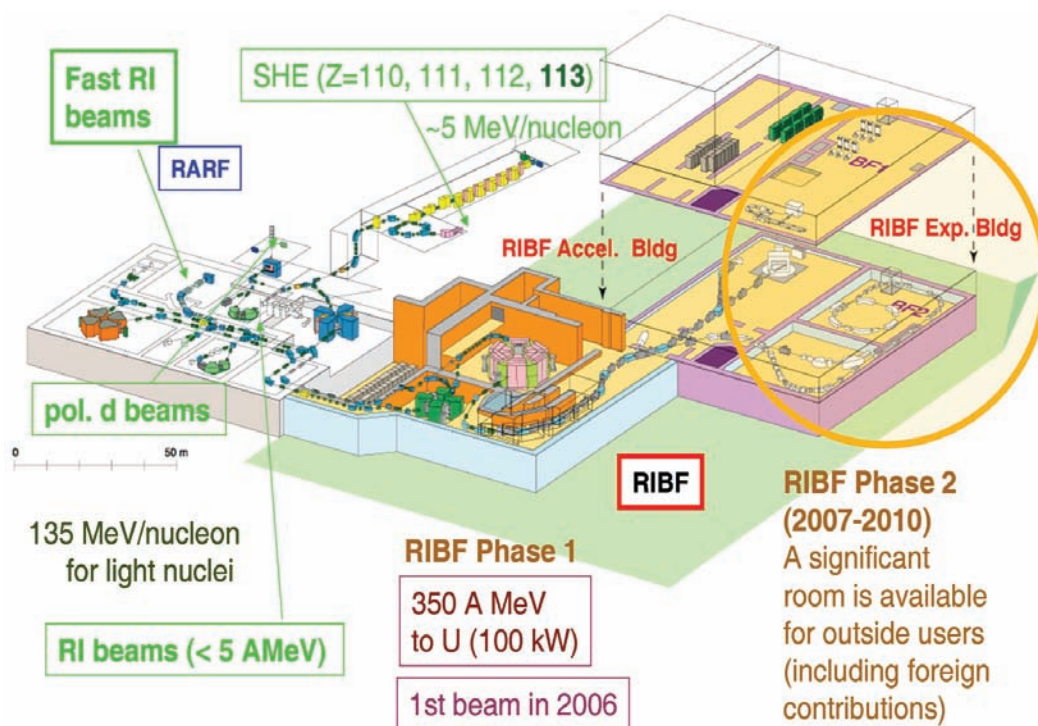 Fast RI
beams
SHE (Z=110, 111, 112, 113)
~5 MeV/nucleon
RARF
BF1
RIBF Accel. Bldg
RIBF Exp. Bldg
BF2
pol. d beams
0
50 m
RIBF
135 MeV/nucleon
for light nuclei
RI beams (< 5 AMeV)
RIBF Phase 1
350 A MeV
to U (100 kW)
1st beam in 2006
RIBF Phase 2
(2007-2010)
A significant
room is available
for outside users
(including foreign
contributions)